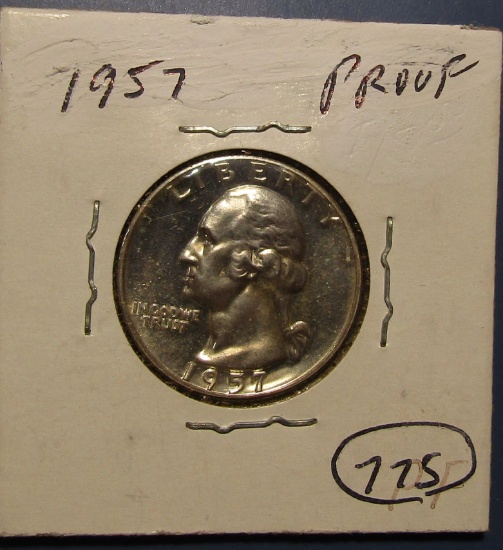 1957 PROOF
LIBERTY
IN GOD WE
TRUST
1957
775